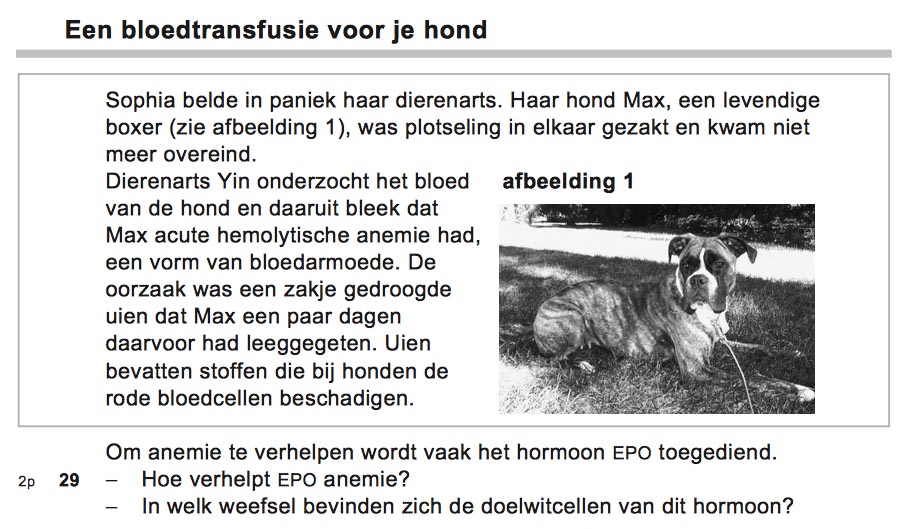 Een bloedtransfusie voor je hond
Sophia belde in paniek haar dierenarts. Haar hond Max, een levendige
boxer (zie afbeelding 1), was plotseling in elkaar gezakt en kwam niet
meer overeind.
Dierenarts Yin onderzocht het bloed
van de hond en daaruit bleek dat
Max acute hemolytische anemie had,
een vorm van bloedarmoede. De
oorzaak was een zakje gedroogde
uien dat Max een paar dagen
daarvoor had leeggegeten. Uien
bevatten stoffen die bij honden de
rode bloedcellen beschadigen.
afbeelding 1
Om anemie te verhelpen wordt vaak het hormoon EPO toegediend.
2p 29 – Hoe verhelpt EPO anemie?
– In welk weefsel bevinden zich de doelwitcellen van dit hormoon?